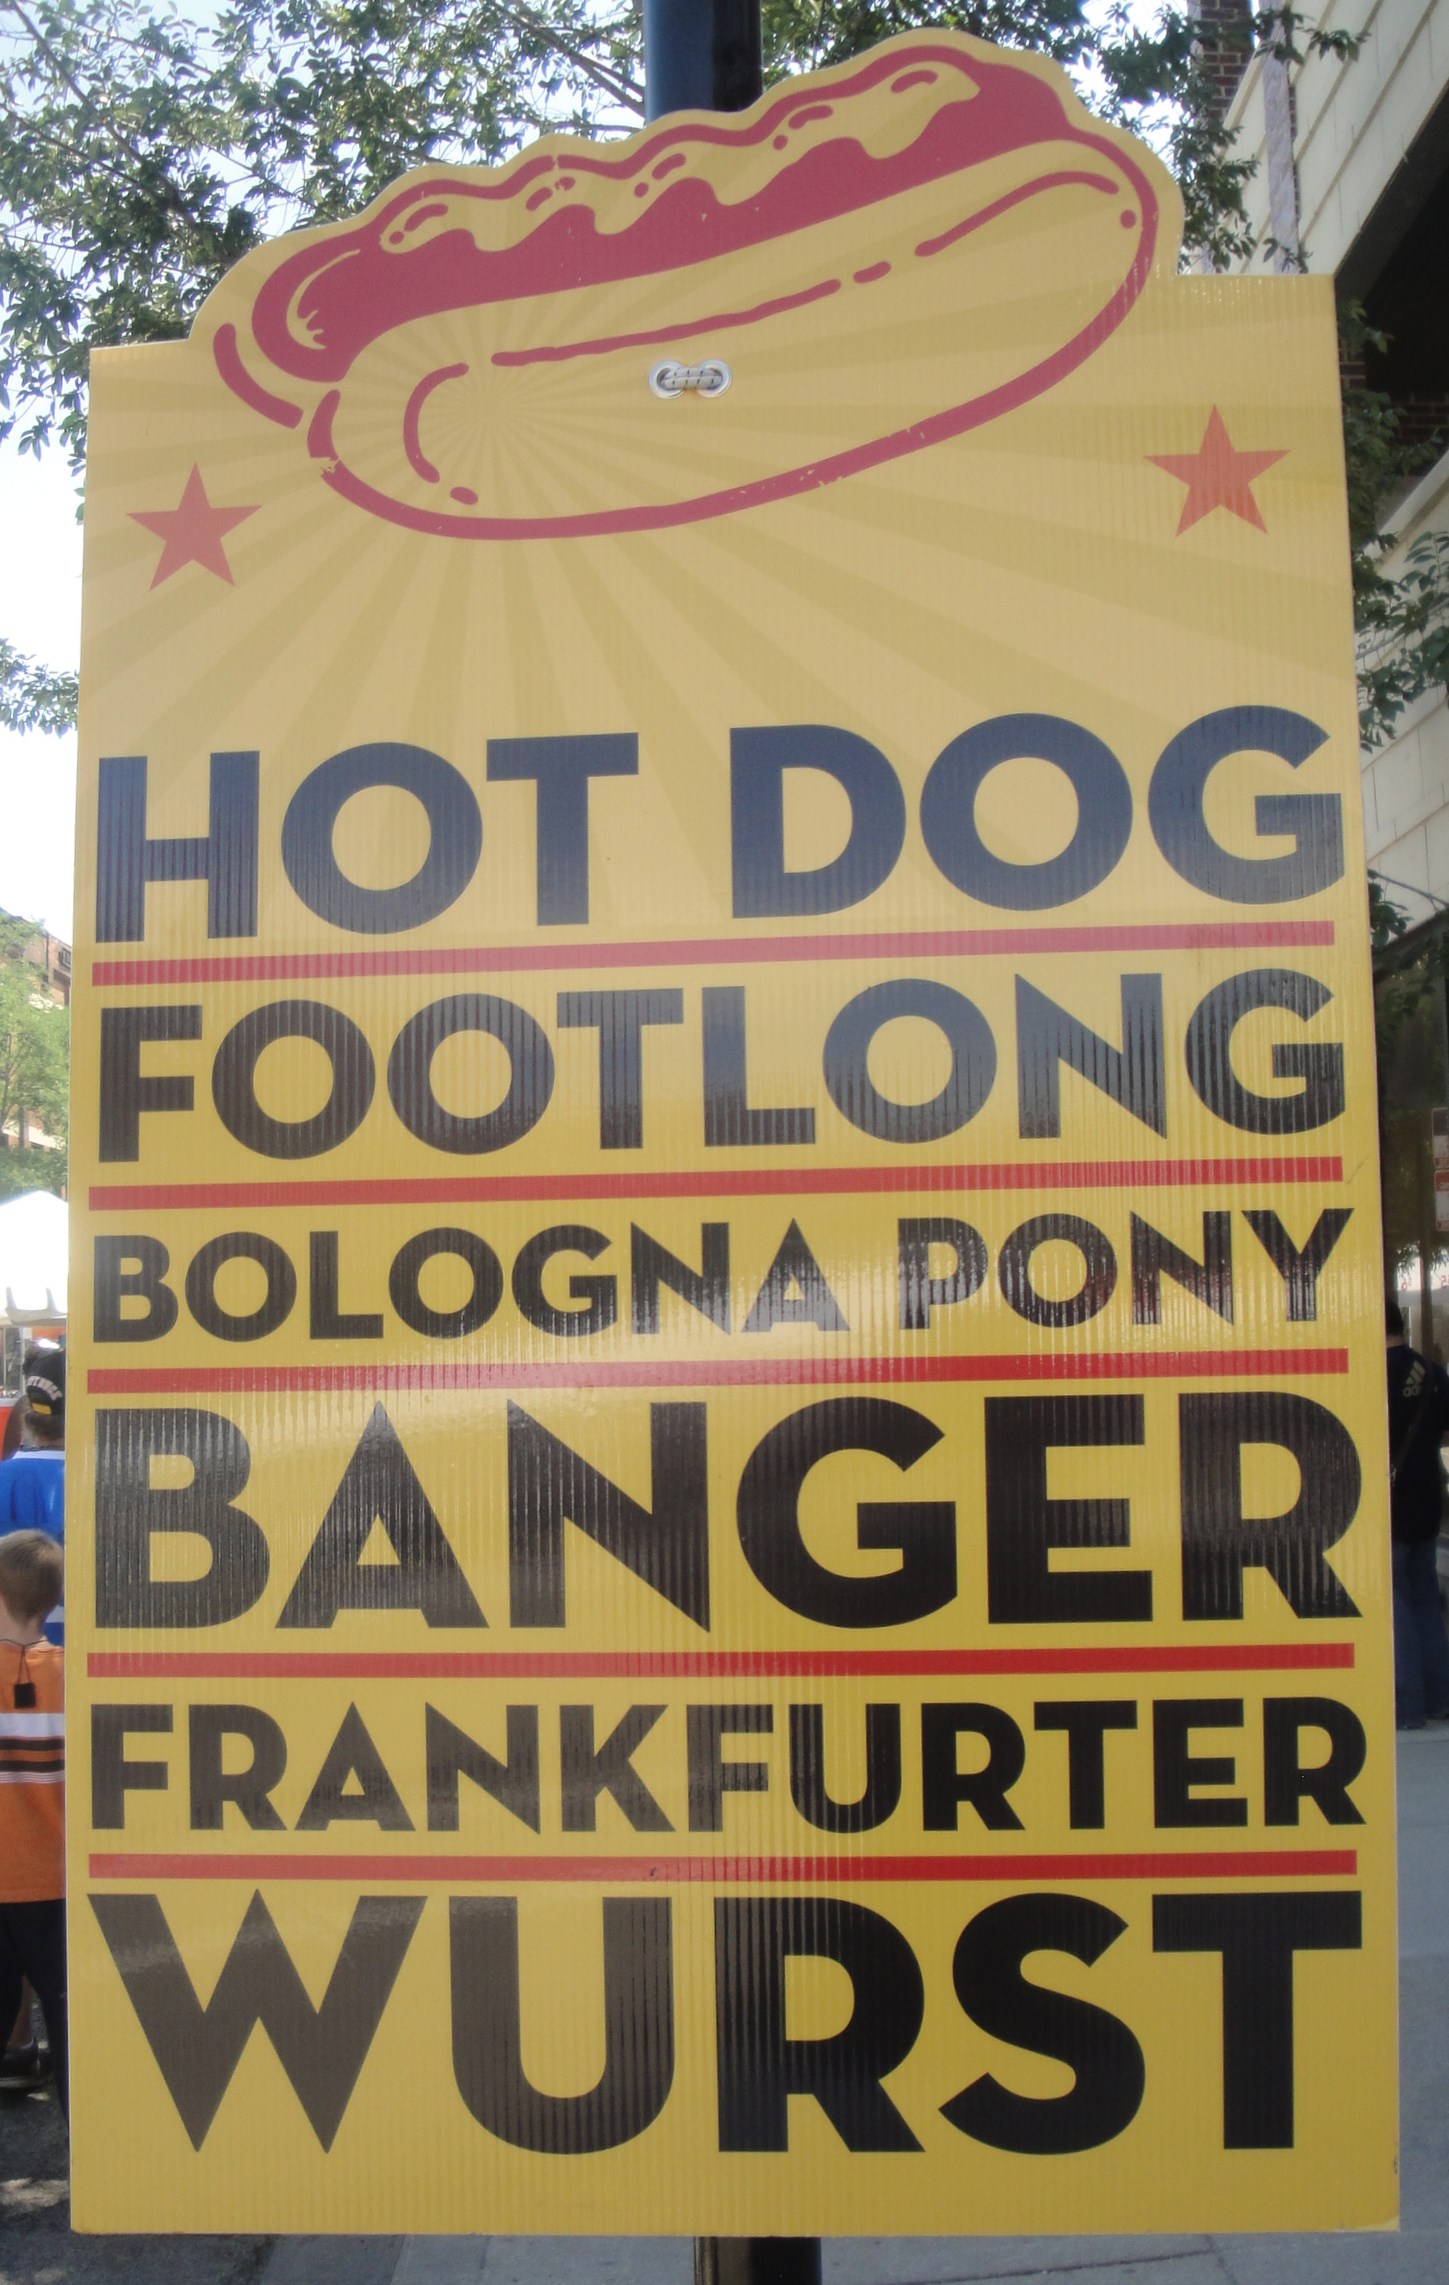 HOT DOG
FOOTLONG
BOLOGNA PONY
BANGER
FRANKFURTER
WURST